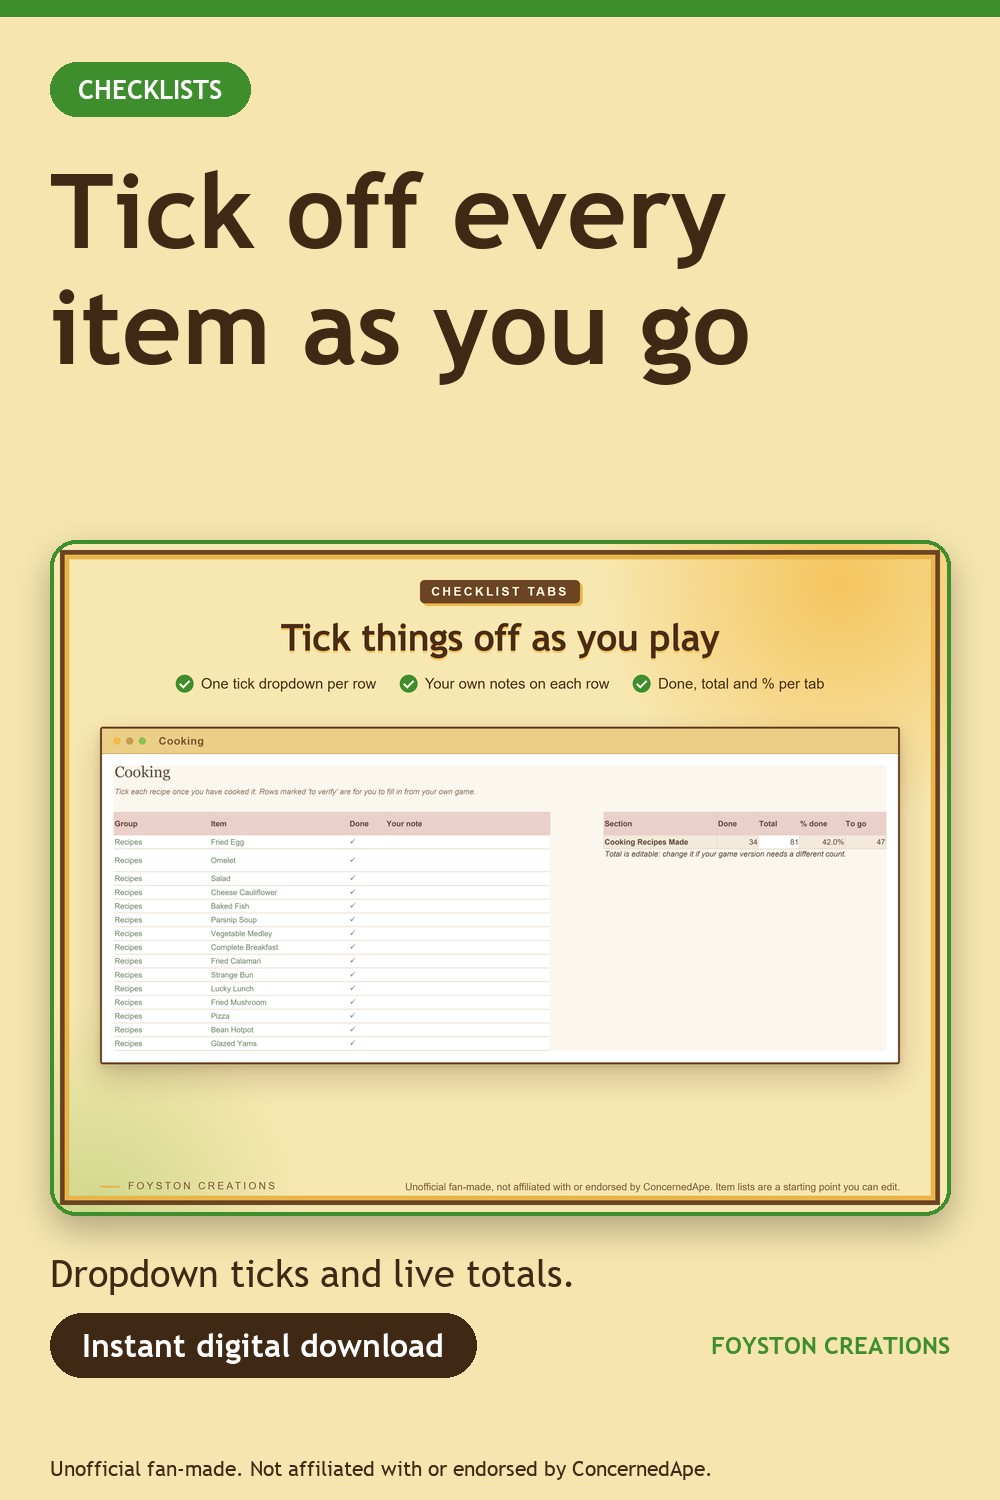 CHECKLISTS
Tick off every
item as you go
CHECKLIST TABS
Tick things off as you play
One tick dropdown per row Your own notes on each row Done, total and % per tab
Cooking
Cooking
Tick each recipe once you have cooked it. Rows marked 'to verify' are for you to fill in from your own game.
Group Item Done Your note Section Done Total % done To go
Recipes Fried Egg ✓ Cooking Recipes Made 34 81 42.0% 47
Total is editable: change it if your game version needs a different count.
Recipes Omelet ✓
Recipes Salad ✓
Recipes Cheese Cauliflower ✓
Recipes Baked Fish ✓
Recipes Parsnip Soup ✓
Recipes Vegetable Medley ✓
Recipes Complete Breakfast ✓
Recipes Fried Calamari ✓
Recipes Strange Bun ✓
Recipes Lucky Lunch ✓
Recipes Fried Mushroom ✓
Recipes Pizza ✓
Recipes Bean Hotpot ✓
Recipes Glazed Yams ✓
FOYSTON CREATIONS Unofficial fan-made, not affiliated with or endorsed by ConcernedApe. Item lists are a starting point you can edit.
Dropdown ticks and live totals.
Instant digital download
FOYSTON CREATIONS
Unofficial fan-made. Not affiliated with or endorsed by ConcernedApe.